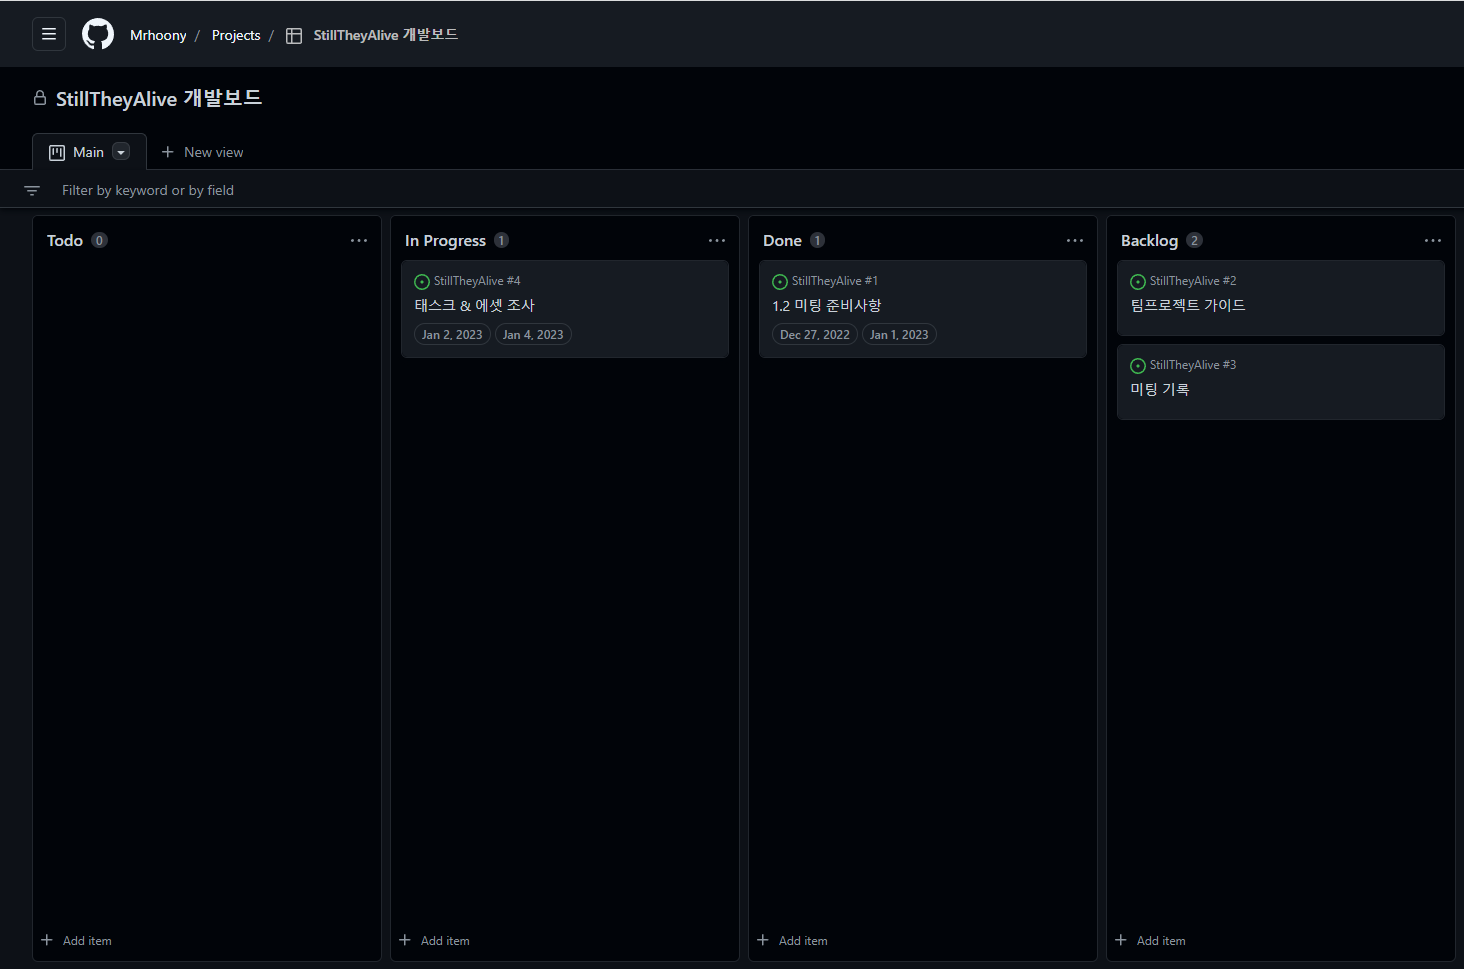 Mrhoony / Projects / StillTheyAlive 개발보드
StillTheyAlive 개발보드
Main
New view
Filter by keyword or by field
Todo 0
Add item
In Progress 1
StillTheyAlive #4
태스크 & 에셋 조사
Jan 2, 2023 Jan 4, 2023
Add item
Done 1
StillTheyAlive #1
1.2 미팅 준비사항
Dec 27, 2022 Jan 1, 2023
Add item
Backlog 2
StillTheyAlive #2
팀프로젝트 가이드
StillTheyAlive #3
미팅 기록
Add item